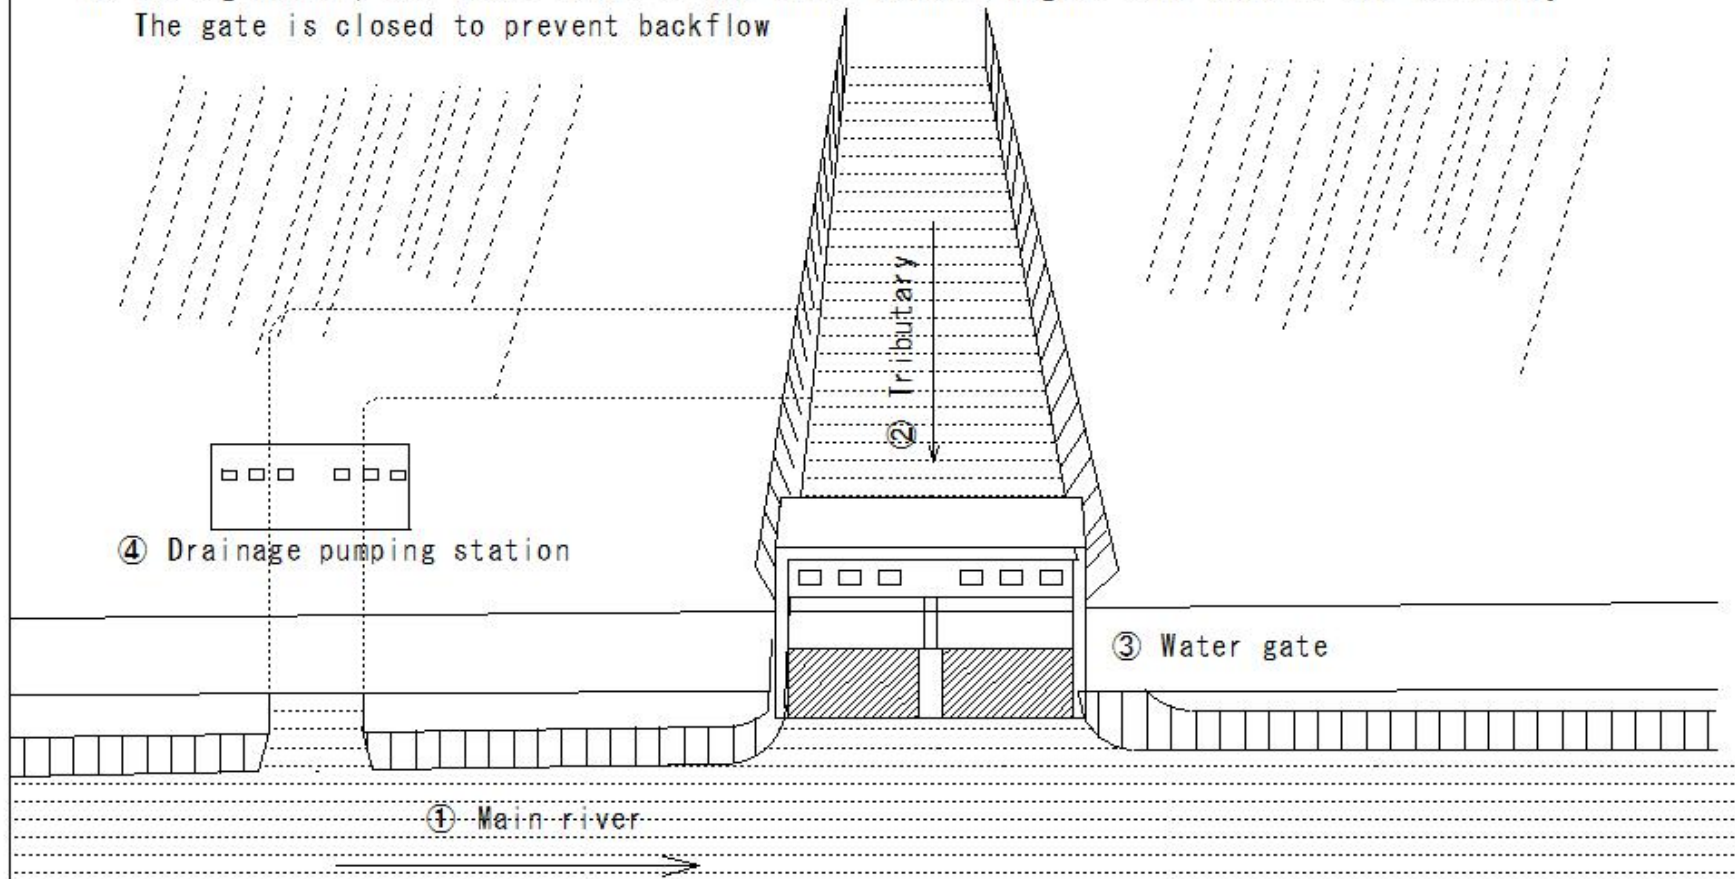 The gate is closed to prevent backflow
② Tributary
④ Drainage pumping station
③ Water gate
① Main river